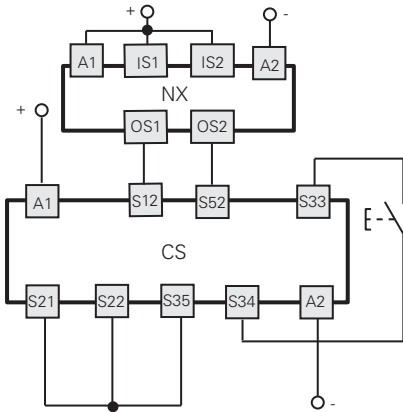 + -
A1 IS1 IS2 A2
NX
OS1 OS2
+
A1 S12 S52 S33
CS
S21 S22 S35 S34 A2
-